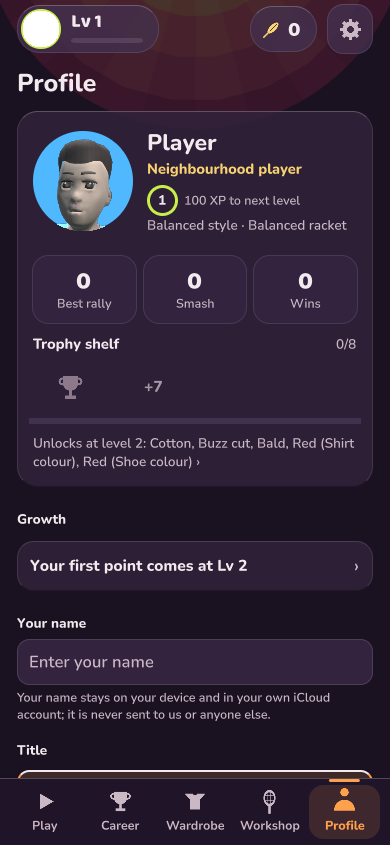 Lv 1
0
Profile
Player
Neighbourhood player
1
100 XP to next level
Balanced style · Balanced racket
0
Best rally
0
Smash
0
Wins
Trophy shelf
0/8
+7
Unlocks at level 2: Cotton, Buzz cut, Bald, Red (Shirt
colour), Red (Shoe colour) ›
Growth
Your first point comes at Lv 2 ›
Your name
Enter your name
Your name stays on your device and in your own iCloud
account; it is never sent to us or anyone else.
Title
Play
Career
Wardrobe
Workshop
Profile